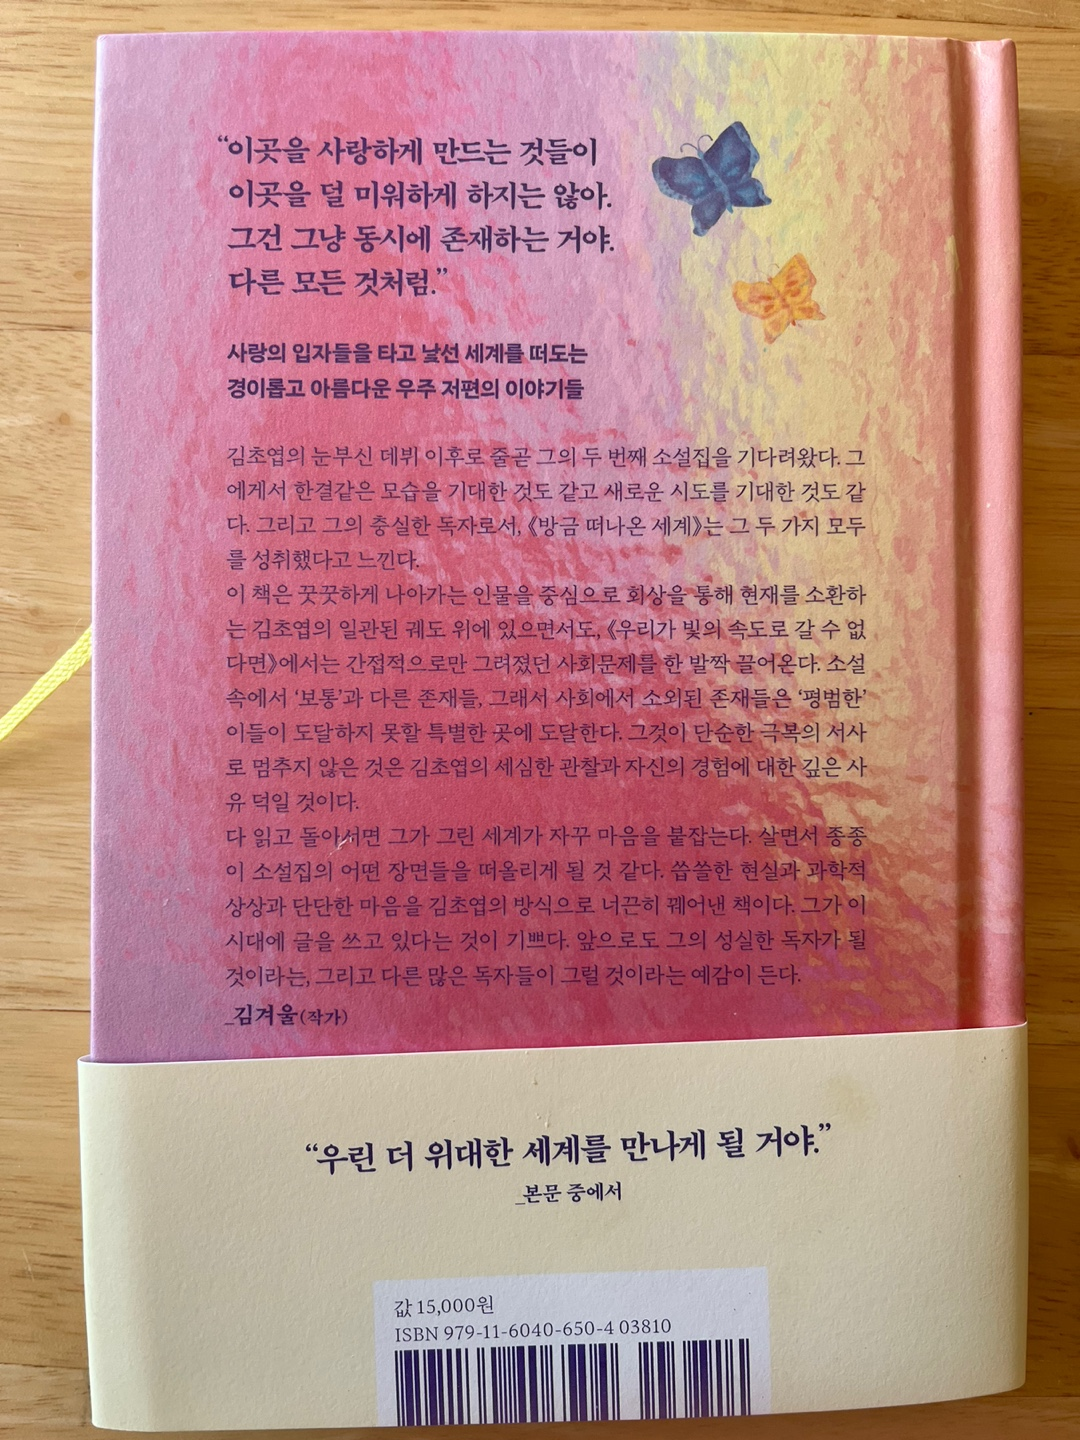 “이곳을 사랑하게 만드는 것들이
이곳을 덜 미워하게 하지는 않아.
그건 그냥 동시에 존재하는 거야.
다른 모든 것처럼.”
사랑의 입자들을 타고 낯선 세계를 떠도는
경이롭고 아름다운 우주 저편의 이야기들
김초엽의 눈부신 데뷔 이후로 줄곧 그의 두 번째 소설집을 기다려왔다. 그
에게서 한결같은 모습을 기대한 것도 같고 새로운 시도를 기대한 것도 같
다. 그리고 그의 충실한 독자로서, 《방금 떠나온 세계》는 그 두 가지 모두
를 성취했다고 느낀다.
이 책은 꿋꿋하게 나아가는 인물을 중심으로 회상을 통해 현재를 소환하
는 김초엽의 일관된 궤도 위에 있으면서도, 《우리가 빛의 속도로 갈 수 없
다면》에서는 간접적으로만 그려졌던 사회문제를 한 발짝 끌어온다. 소설
속에서 ‘보통’과 다른 존재들, 그래서 사회에서 소외된 존재들은 ‘평범한’
이들이 도달하지 못할 특별한 곳에 도달한다. 그것이 단순한 극복의 서사
로 멈추지 않은 것은 김초엽의 세심한 관찰과 자신의 경험에 대한 깊은 사
유 덕일 것이다.
다 읽고 돌아서면 그가 그린 세계가 자꾸 마음을 붙잡는다. 살면서 종종
이 소설집의 어떤 장면들을 떠올리게 될 것 같다. 씁쓸한 현실과 과학적
상상과 단단한 마음을 김초엽의 방식으로 너끈히 꿰어낸 책이다. 그가 이
시대에 글을 쓰고 있다는 것이 기쁘다. 앞으로도 그의 성실한 독자가 될
것이라는, 그리고 다른 많은 독자들이 그럴 것이라는 예감이 든다.
_김겨울(작가)
“우린 더 위대한 세계를 만나게 될 거야.”
_본문 중에서
값 15,000원
ISBN 979-11-6040-650-4 03810